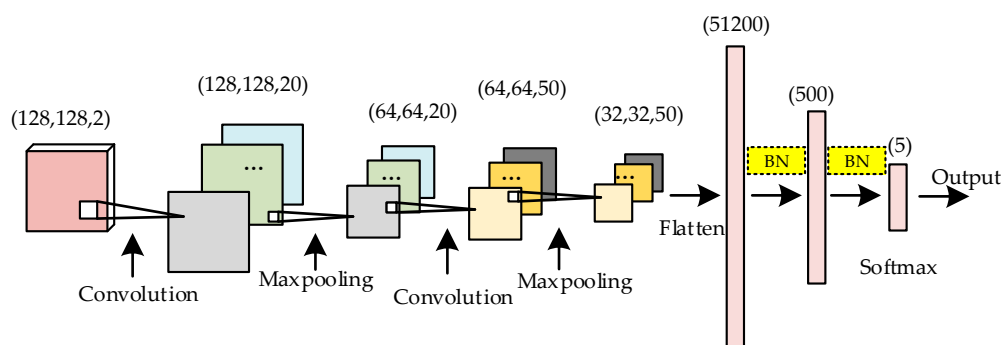 (128,128,2)
(128,128,20)
(64,64,20)
(64,64,50)
(32,32,50)
(51200)
(500)
(5)
...
...
...
BN
BN
Output
Convolution
Maxpooling
Convolution
Maxpooling
Flatten
Softmax